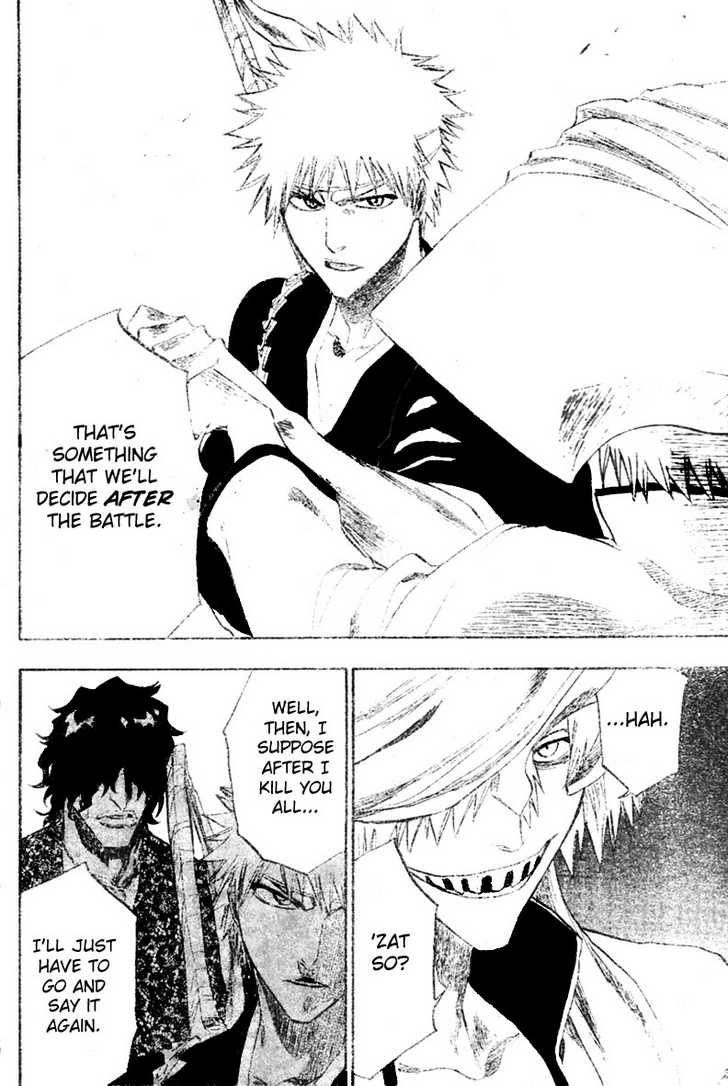 THAT'S
SOMETHING
THAT WE'LL
DECIDE AFTER
THE BATTLE.
...HAH.
'ZAT
SO?
WELL,
THEN, I
SUPPOSE
AFTER I
KILL YOU
ALL...
I'LL JUST
HAVE TO
GO AND
SAY IT
AGAIN.